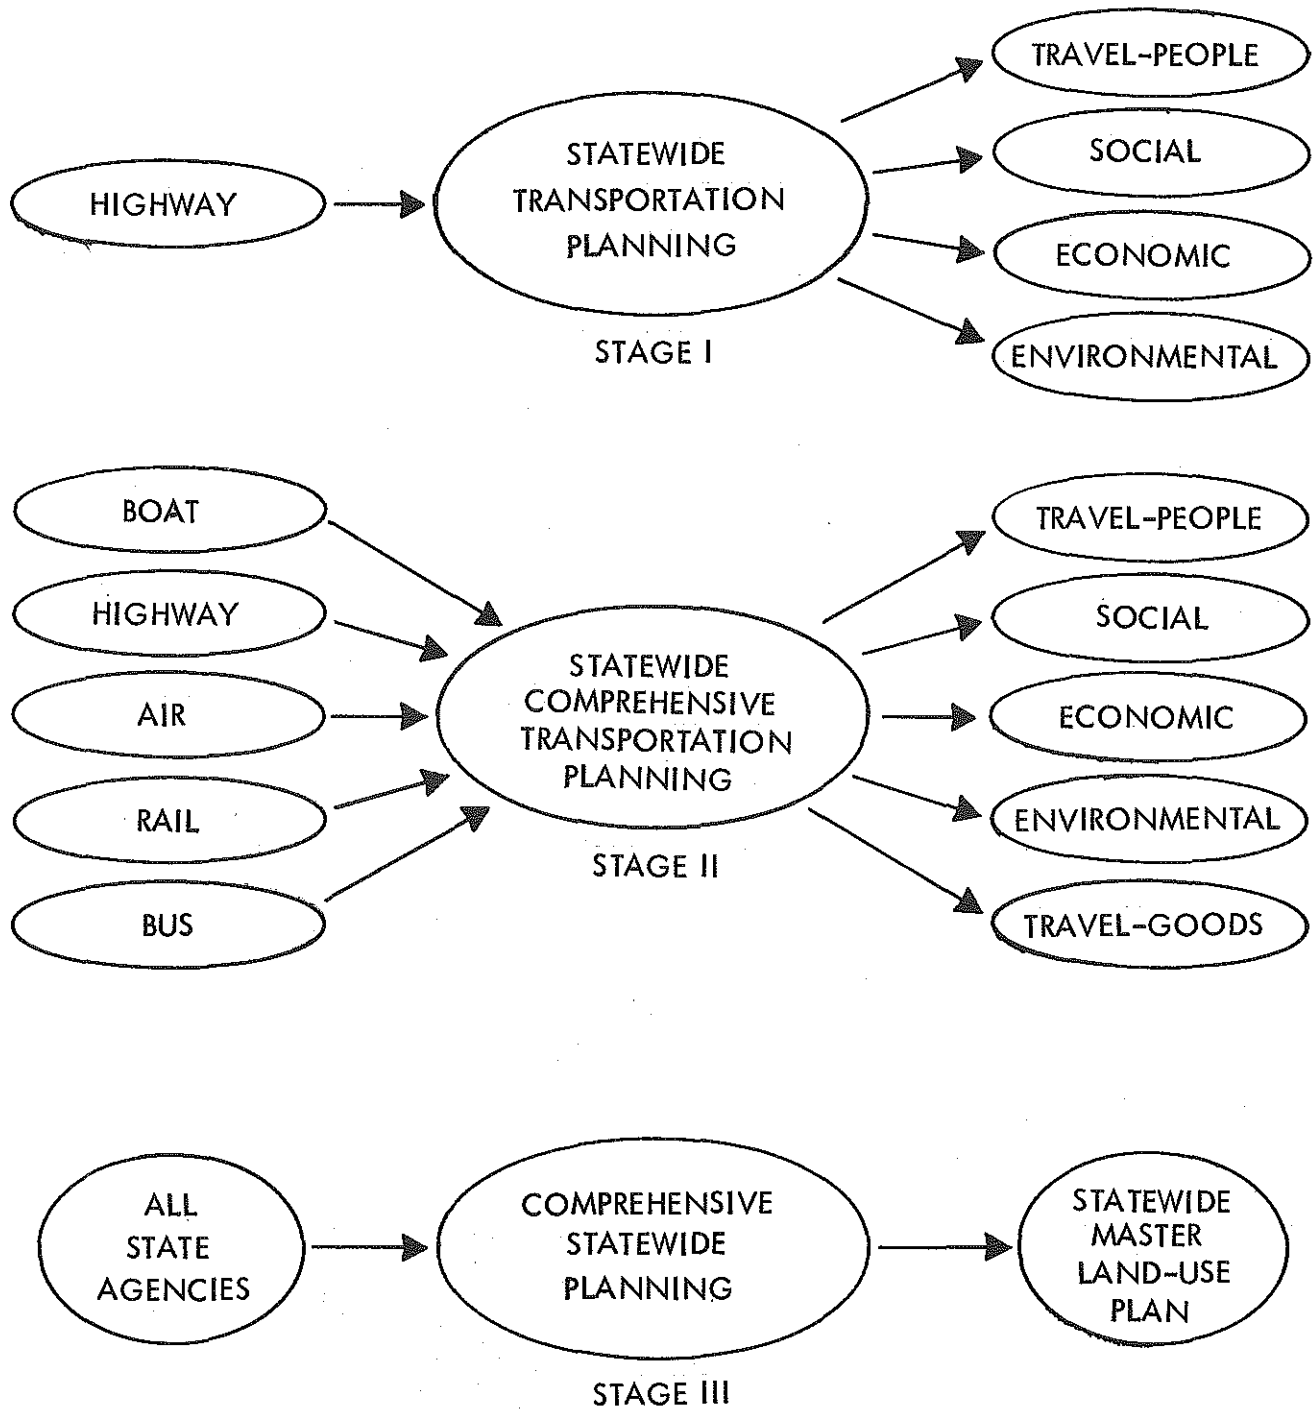 HIGHWAY
STATEWIDE
TRANSPORTATION
PLANNING
STAGE I
TRAVEL-PEOPLE
SOCIAL
ECONOMIC
ENVIRONMENTAL
BOAT
HIGHWAY
AIR
RAIL
BUS
STATEWIDE
COMPREHENSIVE
TRANSPORTATION
PLANNING
STAGE II
TRAVEL-PEOPLE
SOCIAL
ECONOMIC
ENVIRONMENTAL
TRAVEL-GOODS
ALL
STATE
AGENCIES
COMPREHENSIVE
STATEWIDE
PLANNING
STAGE III
STATEWIDE
MASTER
LAND-USE
PLAN